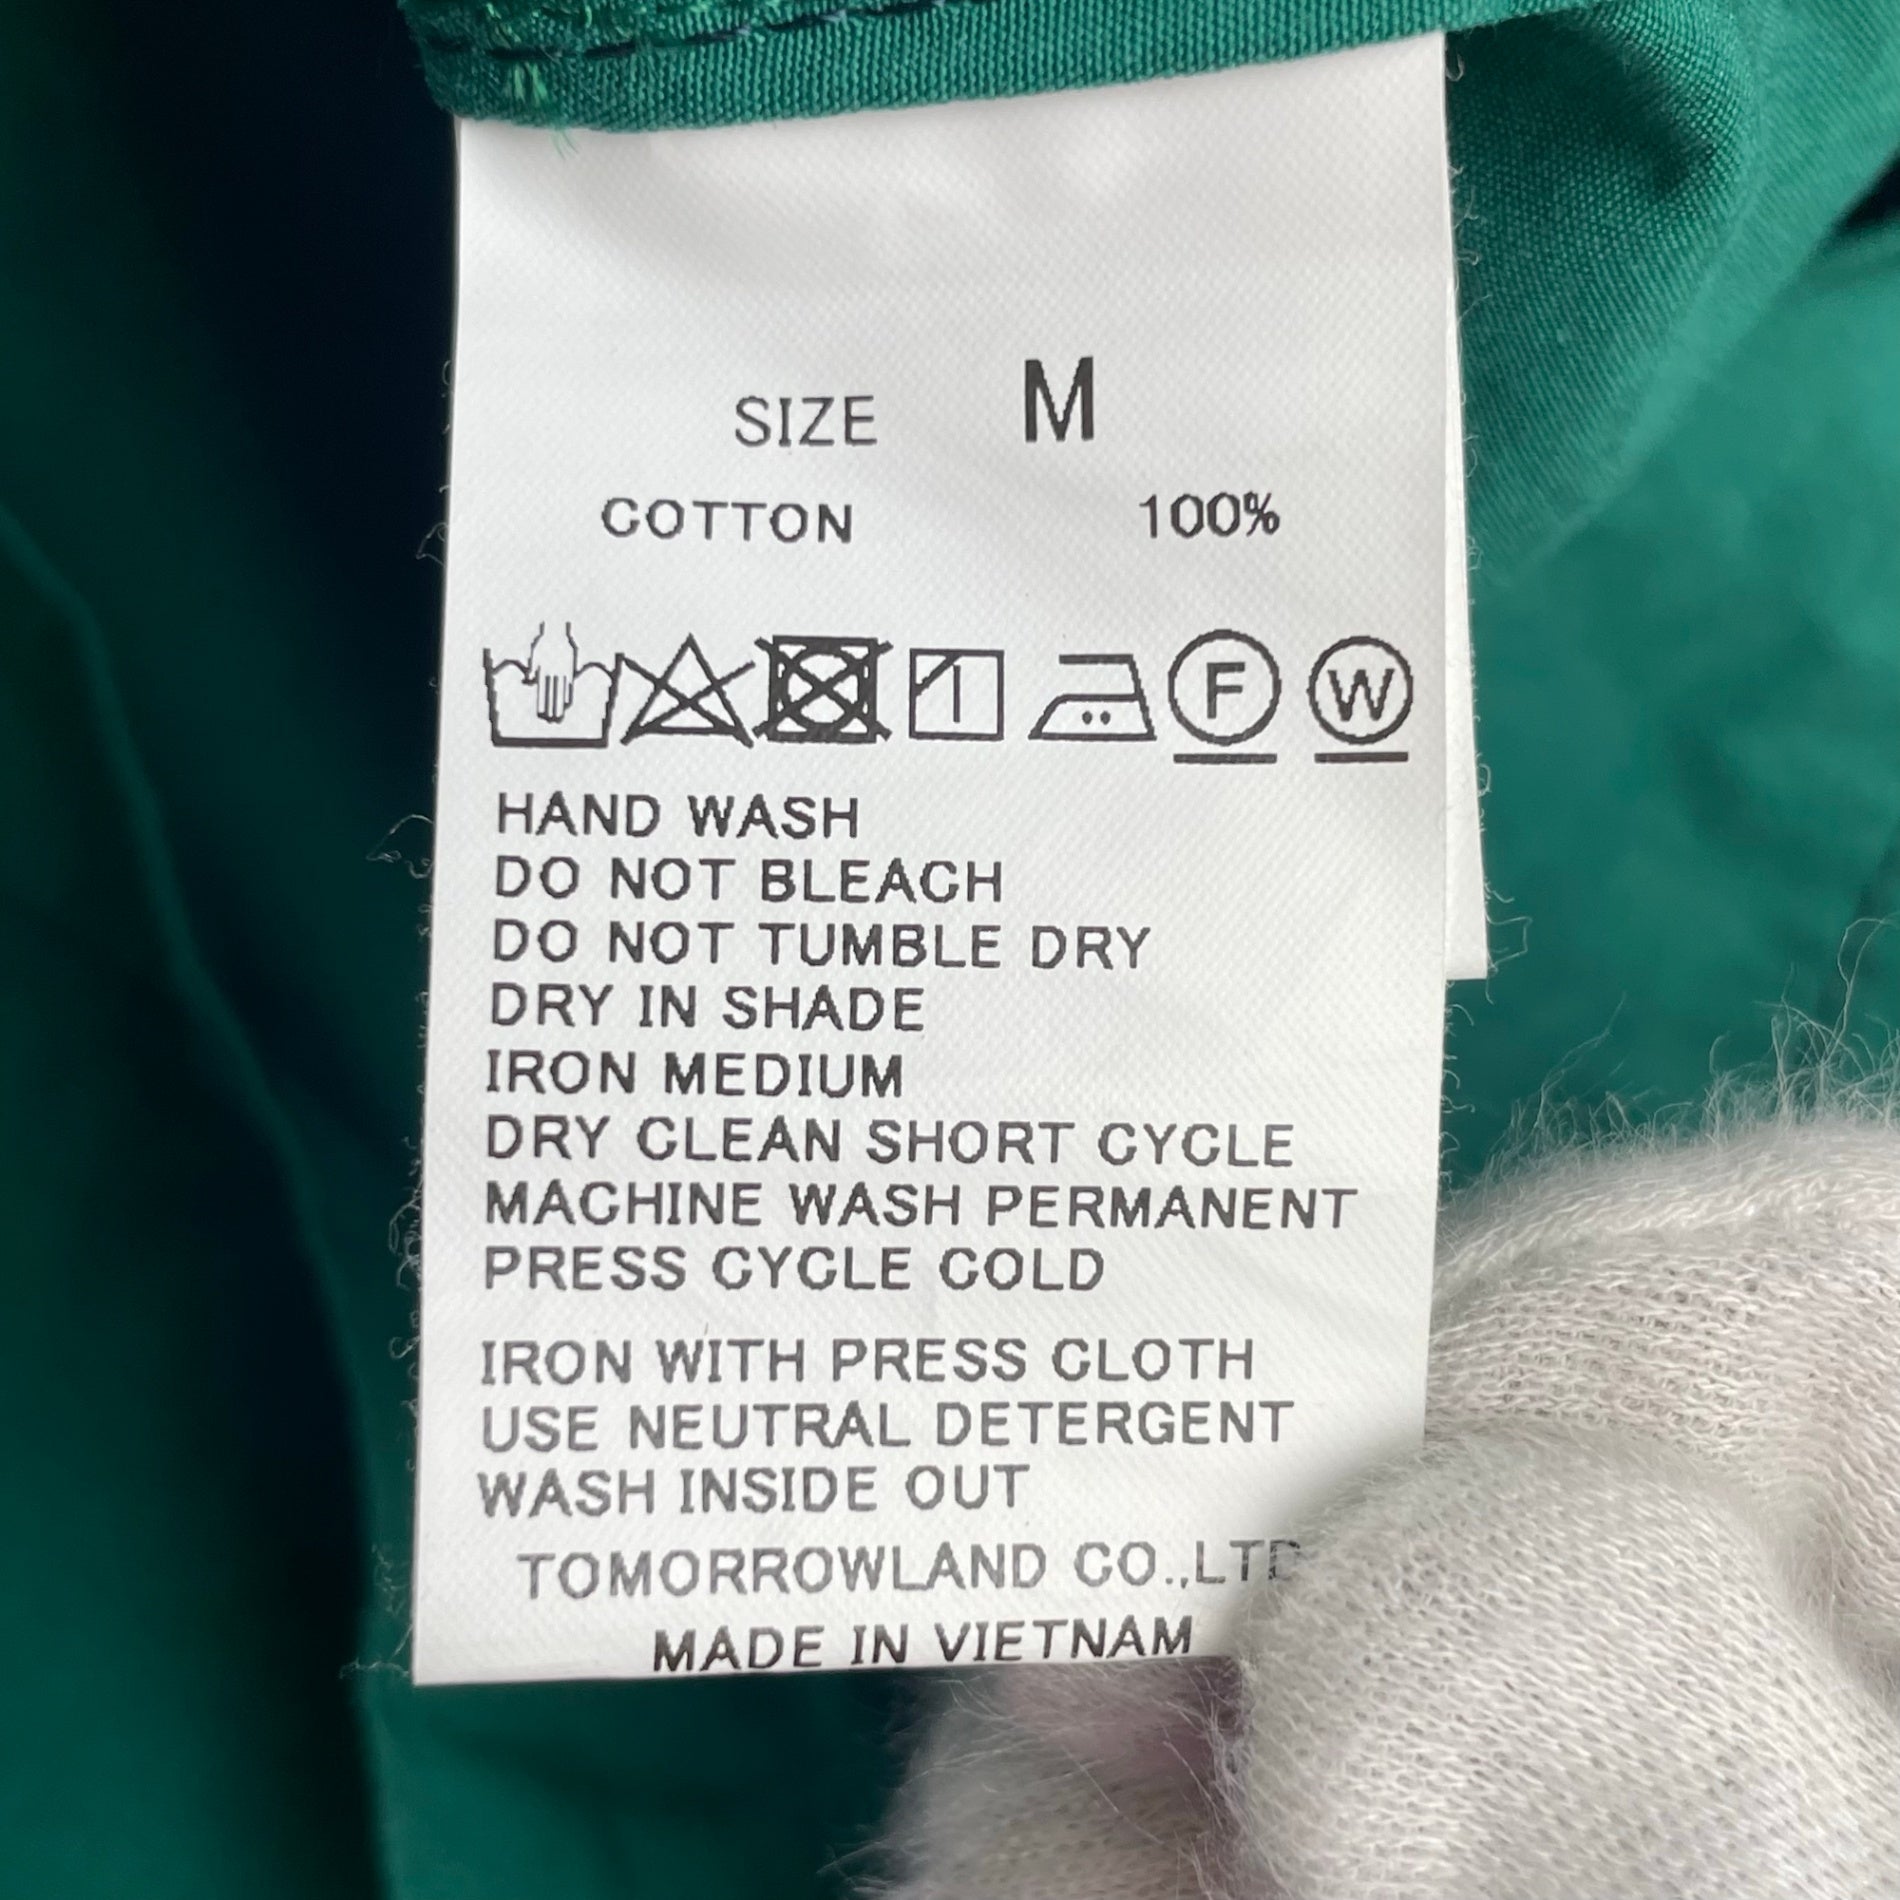 SIZE M
COTTON 100%
F W
HAND WASH
DO NOT BLEACH
DO NOT TUMBLE DRY
DRY IN SHADE
IRON MEDIUM
DRY CLEAN SHORT CYCLE
MACHINE WASH PERMANENT
PRESS CYCLE COLD
IRON WITH PRESS CLOTH
USE NEUTRAL DETERGENT
WASH INSIDE OUT
TOMORROWLAND CO.,LTD
MADE IN VIETNAM